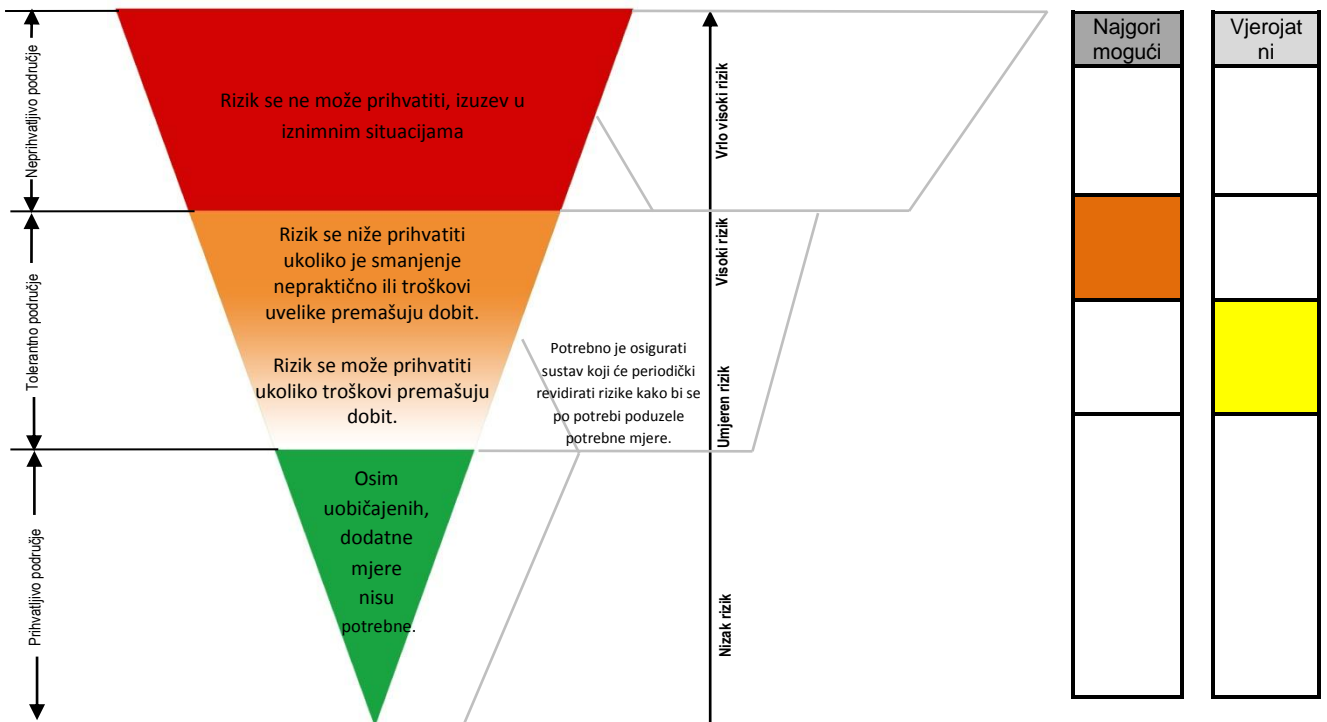 Neprihvatljivo područje
Tolerantno područje
Prihvatljivo područje
Rizik se ne može prihvatiti, izuzev u
iznimnim situacijama
Rizik se niže prihvatiti
ukoliko je smanjenje
nepraktično ili troškovi
uvelike premašuju dobit.
Rizik se može prihvatiti
ukoliko troškovi premašuju
dobit.
Osim
uobičajenih,
dodatne
mjere
nisu
potrebne.
Potrebno je osigurati
sustav koji će periodički
revidirati rizike kako bi se
po potrebi poduzele
potrebne mjere.
Vrlo visoki rizik
Visoki rizik
Umjeren rizik
Nizak rizik
Najgori
mogući
Vjerojat
ni